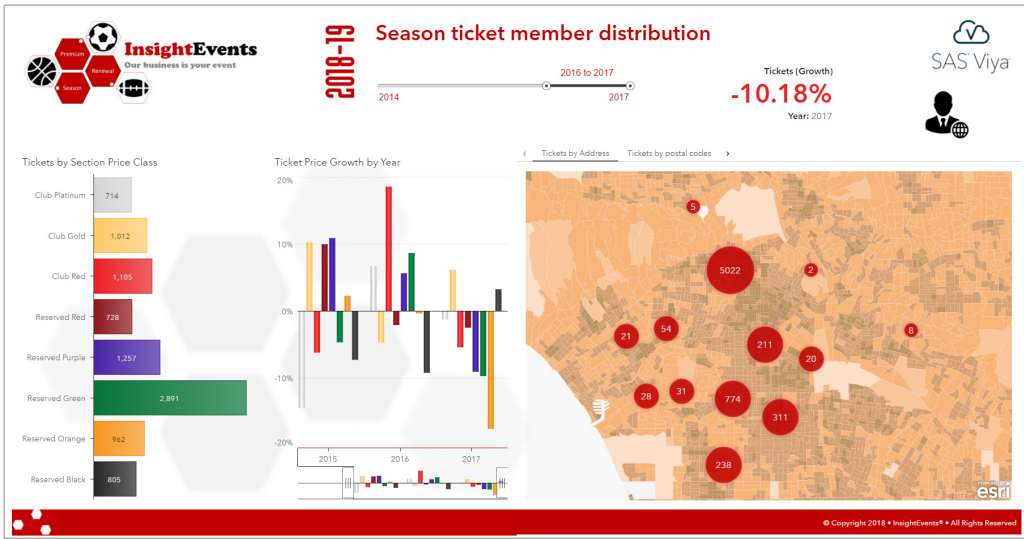 Premium
Renewal
Season
InsightEvents
Our business is your event
2018-19
Season ticket member distribution
2016 to 2017
2014
2017
Tickets (Growth)
-10.18%
Year: 2017
SAS® Viya®
Tickets by Section Price Class
Club Platinum
714
Club Gold
1,012
Club Red
1,105
Reserved Red
728
Reserved Purple
1,257
Reserved Green
2,891
Reserved Orange
962
Reserved Black
805
Ticket Price Growth by Year
20%
10%
0%
-10%
-20%
2015
2016
2017
Tickets by Address
Tickets by postal codes
5
5022
2
21
54
211
8
20
28
31
774
311
238
POWERED BY
esri
© Copyright 2018 • InsightEvents® • All Rights Reserved